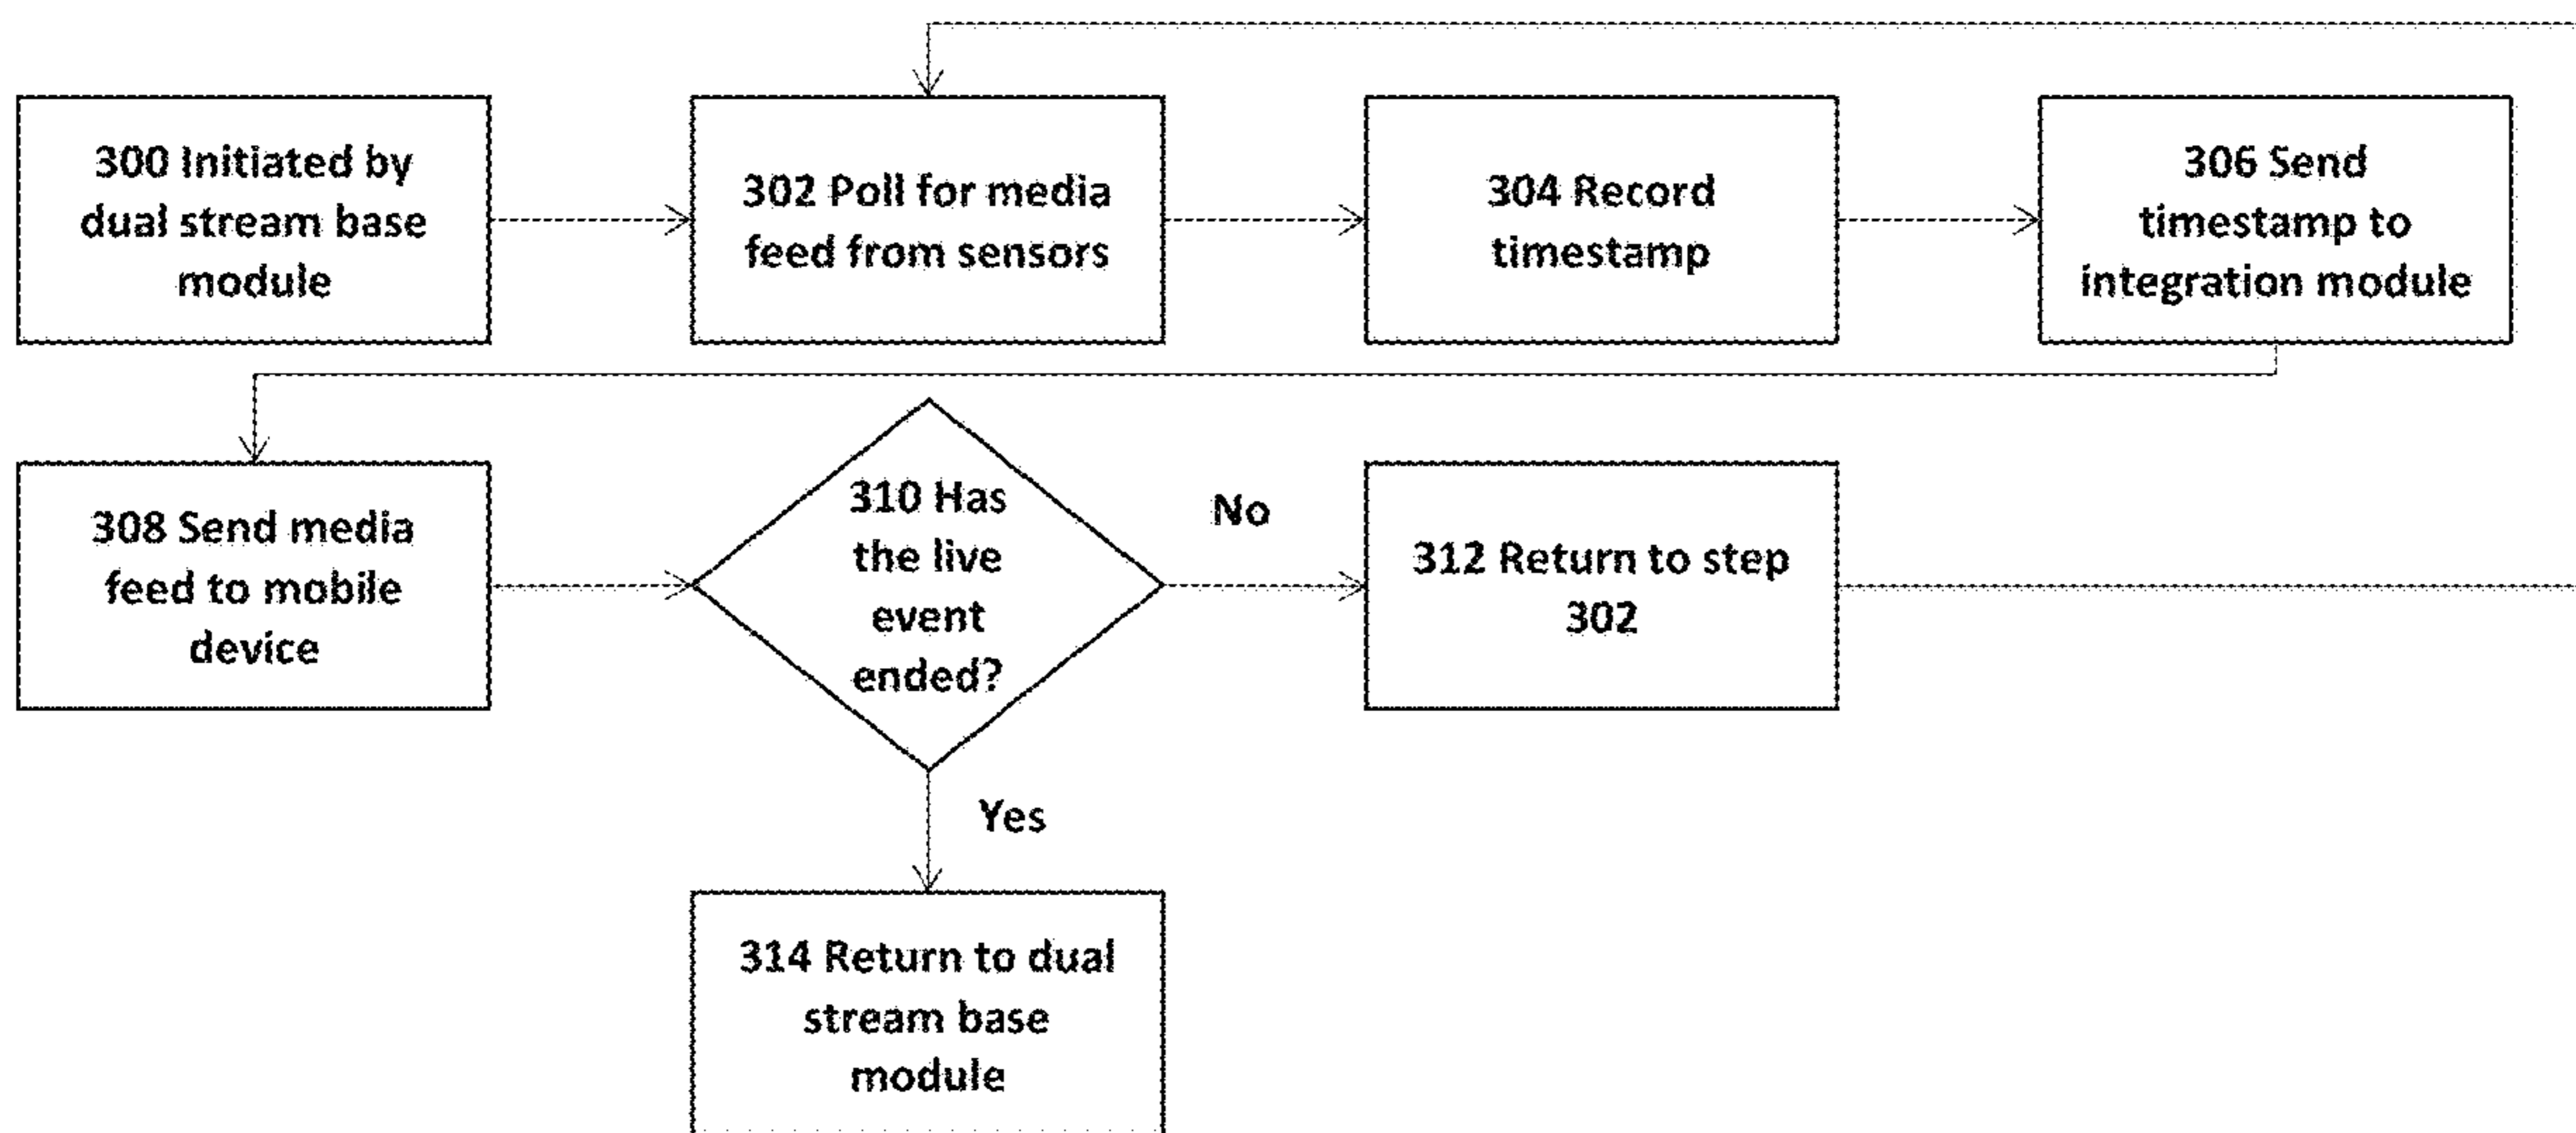 300 Initiated by
dual stream base
module
302 Poll for media
feed from sensors
304 Record
timestamp
306 Send
timestamp to
integration module
308 Send media
feed to mobile
device
310 Has
the live
event
ended?
No
312 Return to step
302
Yes
314 Return to dual
stream base
module